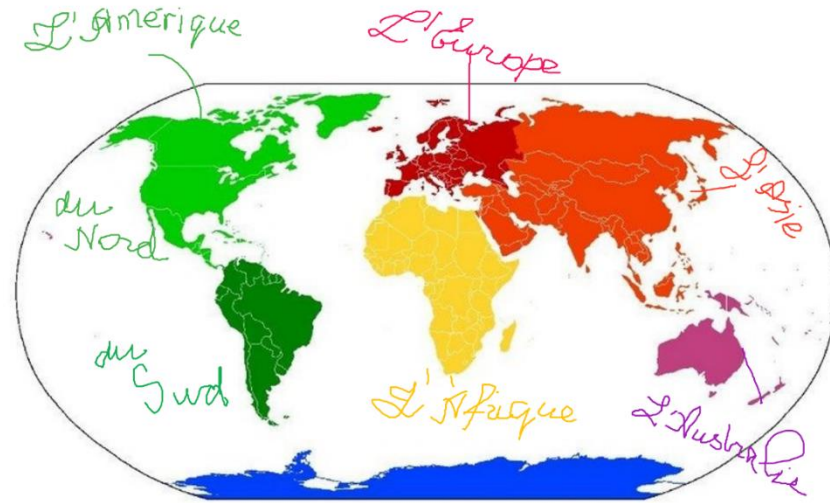 L'Amérique
L'Europe
L'Asie
du
Nord
du
Sud
L'Afrique
L'Australie